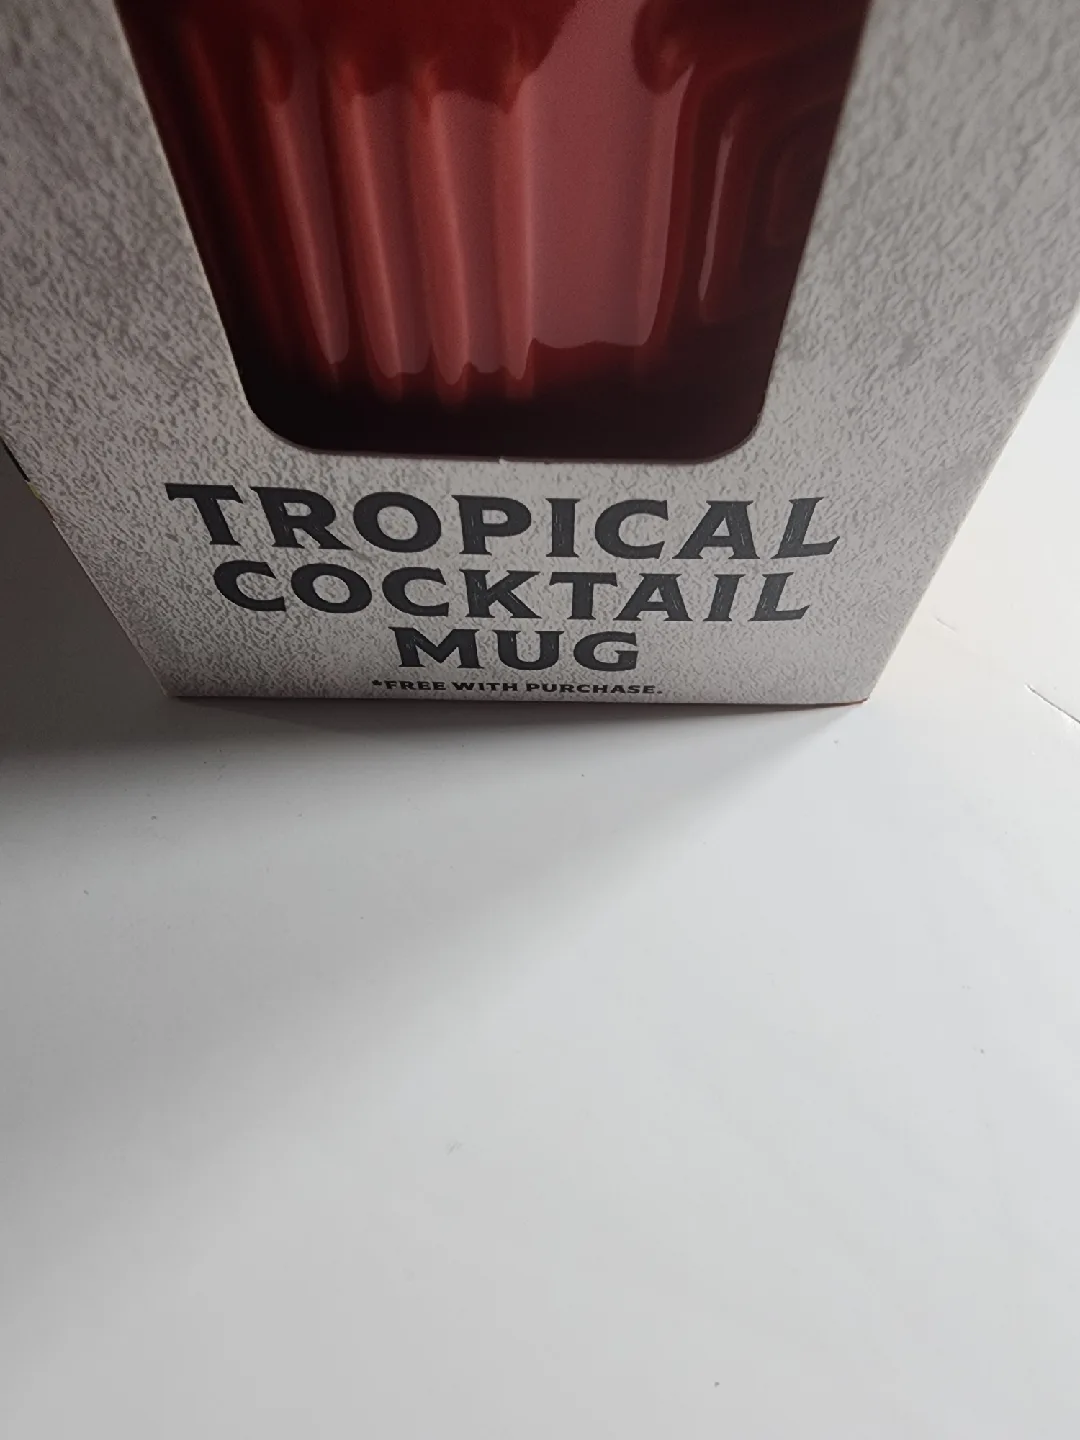 TROPICAL
COCKTAIL
MUG
*FREE WITH PURCHASE.